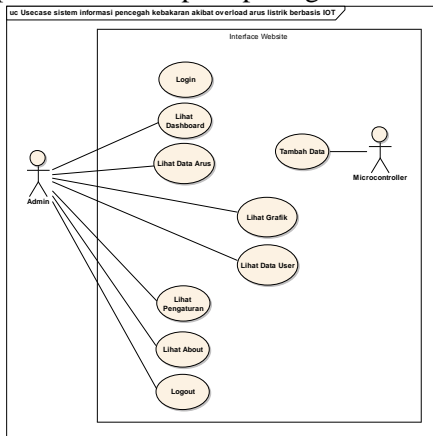 uc Usecase sistem informasi pencegah kebakaran akibat overload arus listrik berbasis IOT
Interface Website
Login
Lihat
Dashboard
Lihat Data Arus
Tambah Data
Microcontroller
Admin
Lihat Grafik
Lihat Data User
Lihat
Pengaturan
Lihat About
Logout